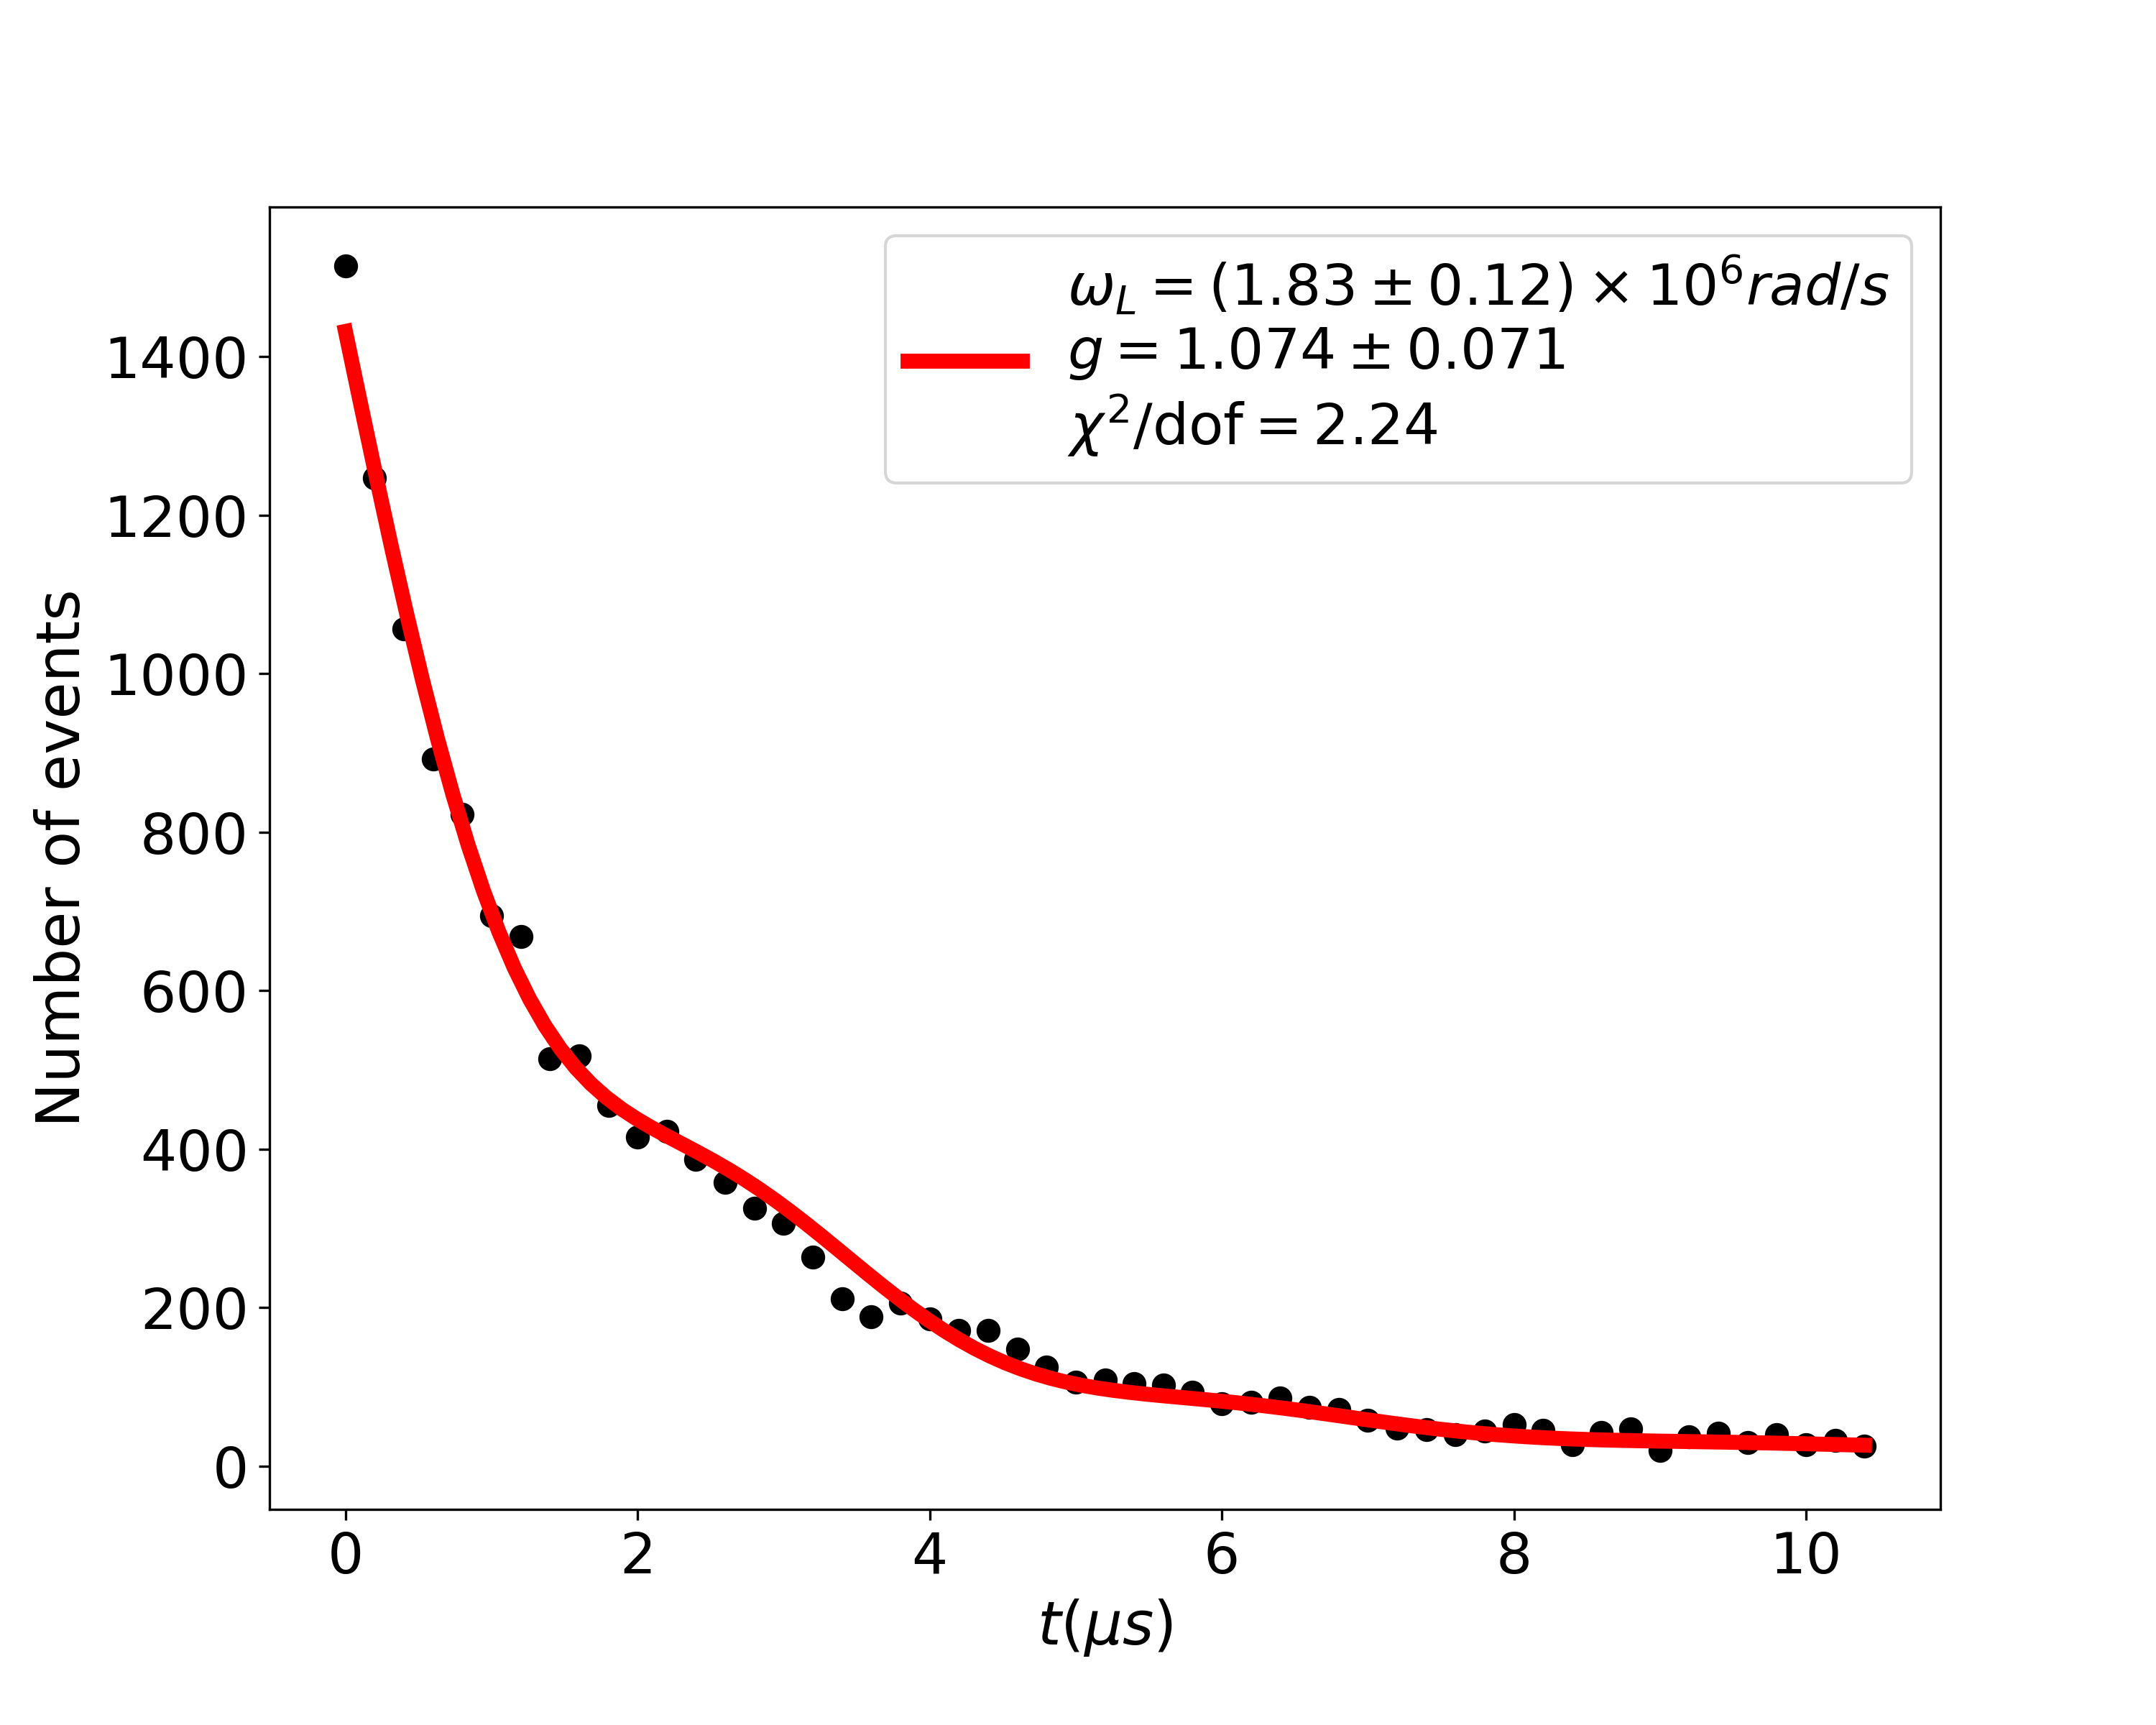 ω_L = (1.83 ± 0.12) × 10^6 rad/s
g = 1.074 ± 0.071
χ^2/dof = 2.24
1400
1200
1000
800
600
400
200
0
Number of events
0 2 4 6 8 10
t(μs)